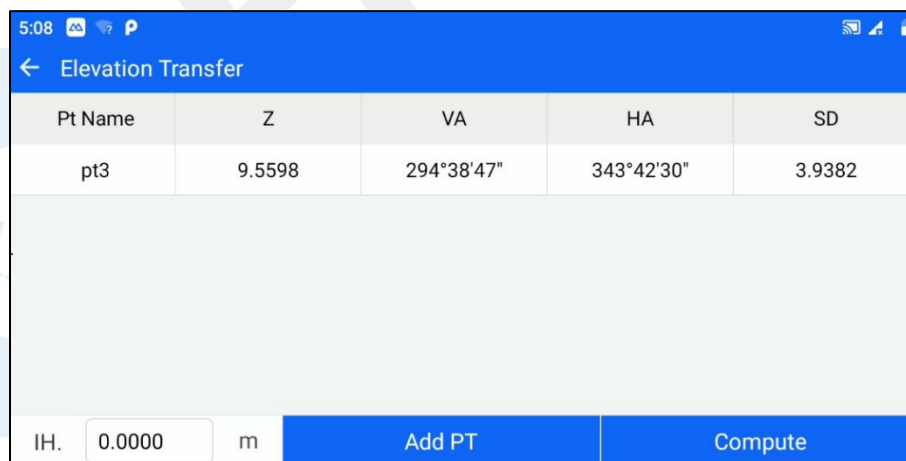 5:08
← Elevation Transfer
Pt Name Z VA HA SD
pt3 9.5598 294°38'47" 343°42'30" 3.9382
IH. 0.0000 m Add PT Compute